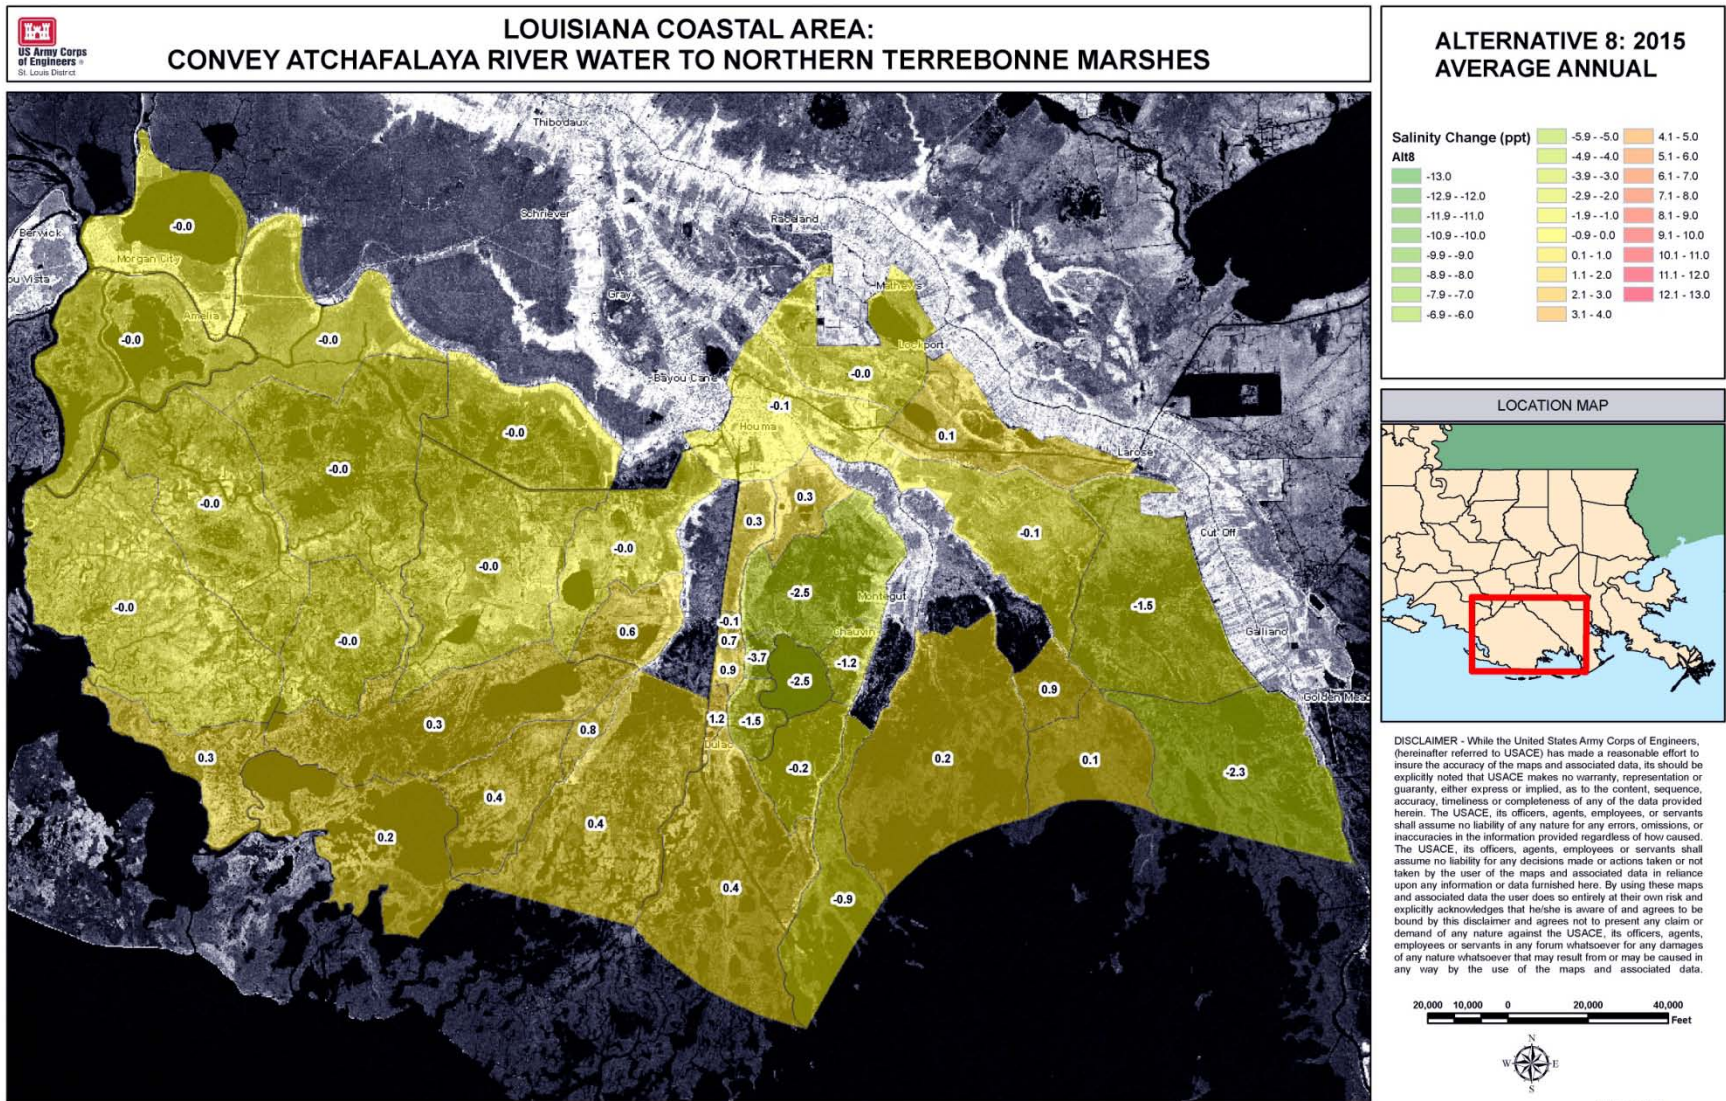 US Army Corps
of Engineers ®
St. Louis District
LOUISIANA COASTAL AREA:
CONVEY ATCHAFALAYA RIVER WATER TO NORTHERN TERREBONNE MARSHES
ALTERNATIVE 8: 2015
AVERAGE ANNUAL
Salinity Change (ppt)
Alt8
-13.0
-12.9 - -12.0
-11.9 - -11.0
-10.9 - -10.0
-9.9 - -9.0
-8.9 - -8.0
-7.9 - -7.0
-6.9 - -6.0
-5.9 - -5.0
-4.9 - -4.0
-3.9 - -3.0
-2.9 - -2.0
-1.9 - -1.0
-0.9 - 0.0
0.1 - 1.0
1.1 - 2.0
2.1 - 3.0
3.1 - 4.0
4.1 - 5.0
5.1 - 6.0
6.1 - 7.0
7.1 - 8.0
8.1 - 9.0
9.1 - 10.0
10.1 - 11.0
11.1 - 12.0
12.1 - 13.0
LOCATION MAP
Thibodaux
Schriever
Raceland
-0.0
Berwick
Morgan City
ou Vista
Gray
Mathews
Amelia
-0.0
-0.0
Lockport
Bayou Cane
-0.0
-0.1
Houma
-0.0
0.1
Larose
-0.0
-0.0
0.3
0.3
-0.1
Cut Off
-0.0
-0.0
-2.5
Montegut
-0.0
-1.5
-0.1
0.6
Chauvin
Galliano
-0.0
0.7
-3.7
-1.2
0.9
-2.5
0.9
Golden Mead
0.3
0.8
1.2
-1.5
Dulac
0.3
0.2
0.1
-0.2
-2.3
0.4
0.4
0.2
0.4
-0.9
DISCLAIMER - While the United States Army Corps of Engineers,
(hereinafter referred to USACE) has made a reasonable effort to
insure the accuracy of the maps and associated data, its should be
explicitly noted that USACE makes no warranty, representation or
guaranty, either express or implied, as to the content, sequence,
accuracy, timeliness or completeness of any of the data provided
herein. The USACE, its officers, agents, employees, or servants
shall assume no liability of any nature for any errors, omissions, or
inaccuracies in the information provided regardless of how caused.
The USACE, its officers, agents, employees or servants shall
assume no liability for any decisions made or actions taken or not
taken by the user of the maps and associated data in reliance
upon any information or data furnished here. By using these maps
and associated data the user does so entirely at their own risk and
explicitly acknowledges that he/she is aware of and agrees to be
bound by this disclaimer and agrees not to present any claim or
demand of any nature against the USACE, its officers, agents,
employees or servants in any forum whatsoever for any damages
of any nature whatsoever that may result from or may be caused in
any way by the use of the maps and associated data.
20,000 10,000 0 20,000 40,000
Feet
N
W E
S